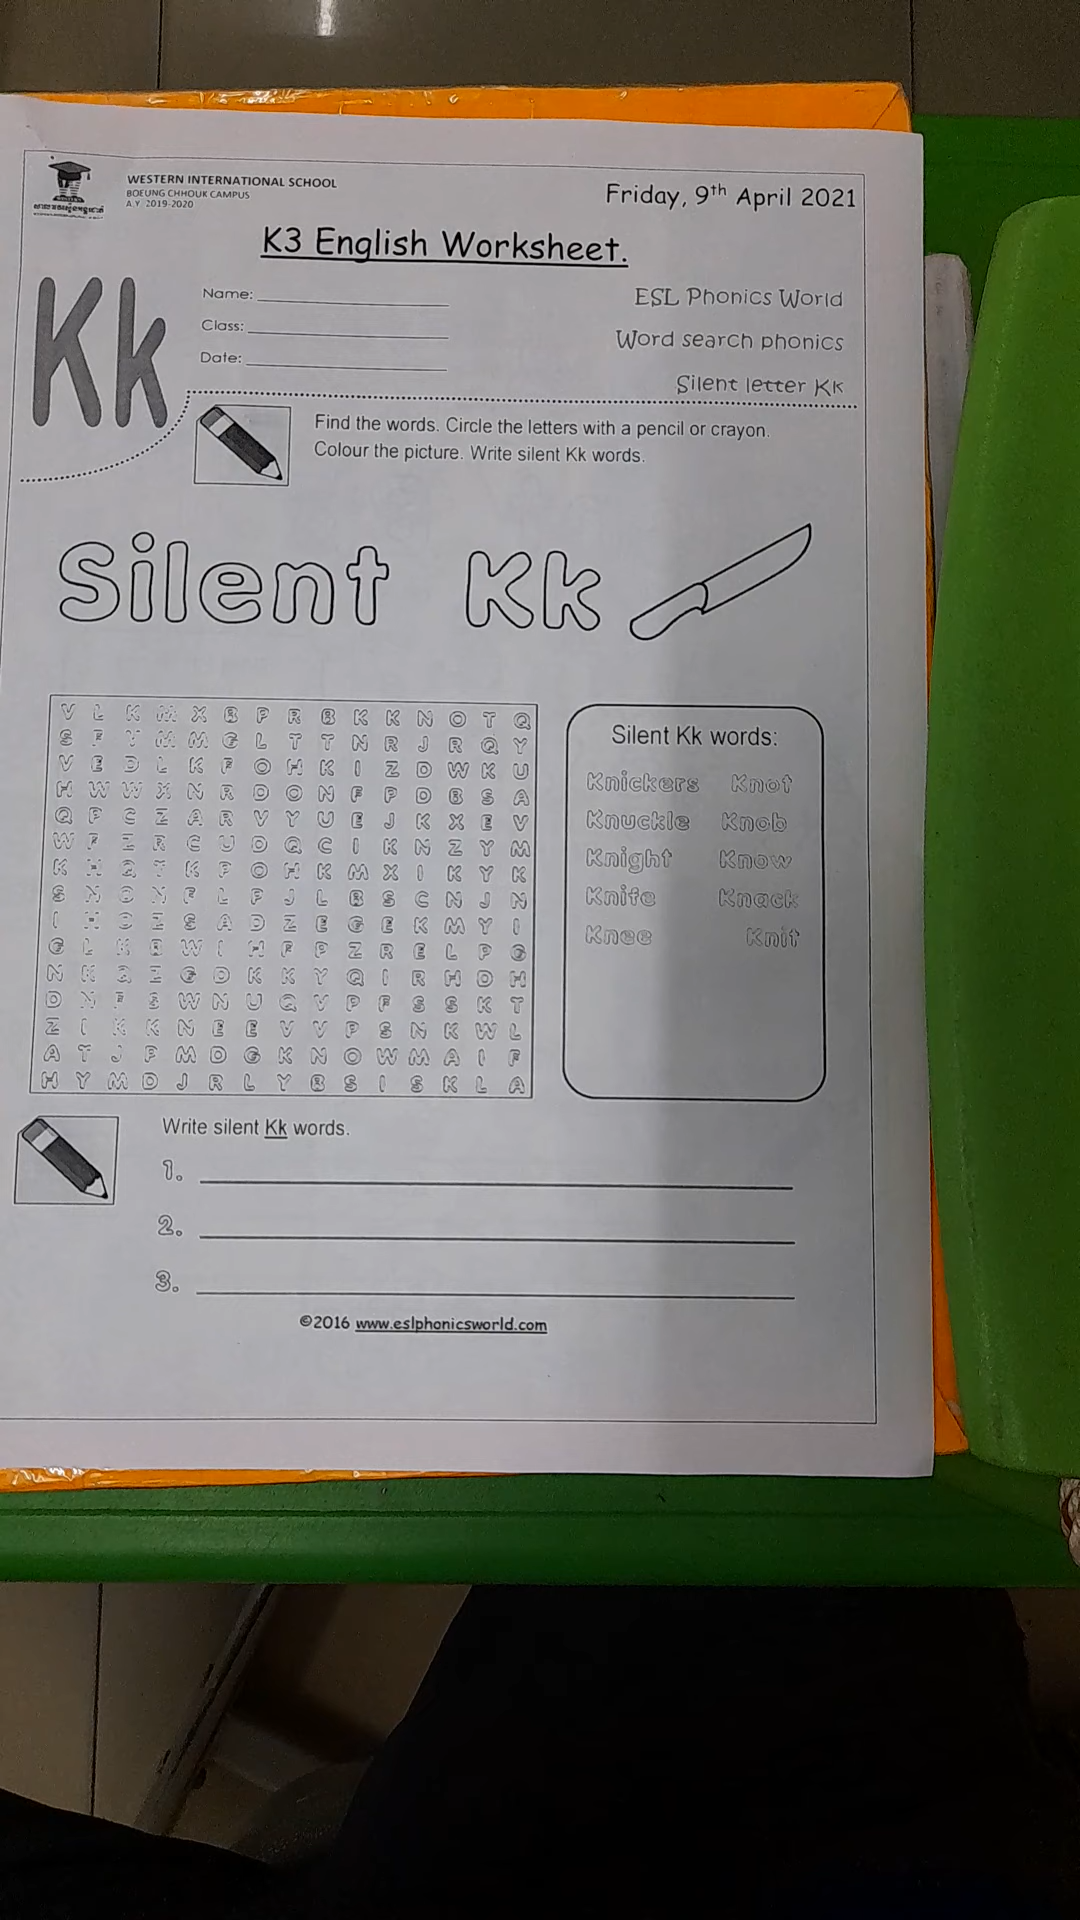 WESTERN INTERNATIONAL SCHOOL
BOEUNG CHHOUK CAMPUS
A.Y. 2019-2020
Friday, 9th April 2021
K3 English Worksheet.
Kk
Name:
Class:
Date:
ESL Phonics World
Word search phonics
Silent letter Kk
Find the words. Circle the letters with a pencil or crayon.
Colour the picture. Write silent Kk words.
Silent Kk
V L K M X B P R B K K N O T Q
S F Y M M G L T T N R J R Q Y
V E D L K F O H K I Z D W K U
H W W X N R D O N F P D B S A
Q P C Z A R V Y U E J K X E V
W F Z R C U D Q C I K N Z Y M
K H Q T K P O H K M X I K Y K
S N O N F L P J L B S C N J N
I H C Z S A D Z E G E K M Y I
G L K B W I H F P Z R E L P G
N K Q Z G D K K Y Q I R H D H
D N F S W N U Q V P F S S K T
Z I K K N E E V V P S N K W L
A T J P M D G K N O W M A I F
H Y M D J R L Y B S I S K L A
Silent Kk words:
Knickers Knot
Knuckle Knob
Knight Know
Knife Knack
Knee Knit
Write silent Kk words.
1.
2.
3.
©2016 www.eslphonicsworld.com